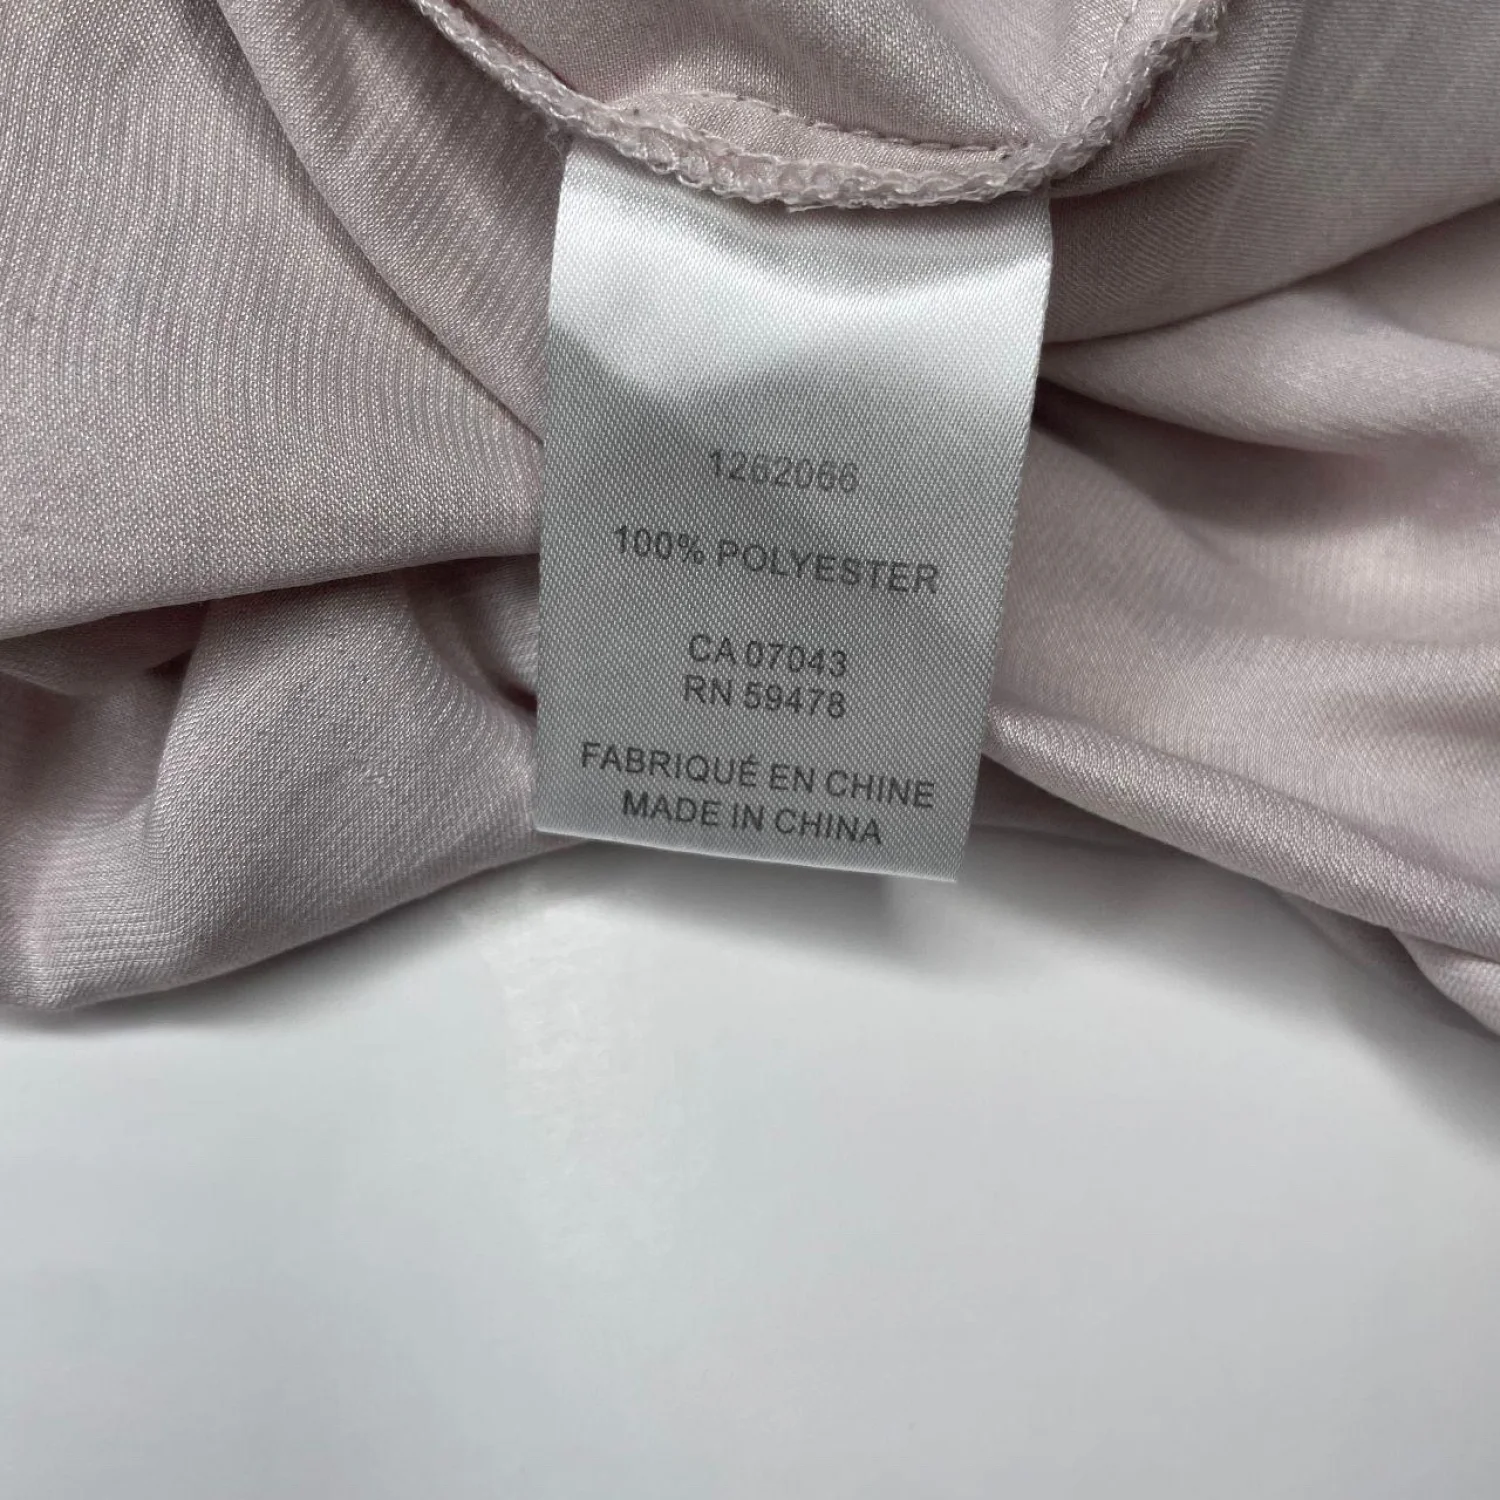 1262066
100% POLYESTER
CA 07043
RN 59478
FABRIQUÉ EN CHINE
MADE IN CHINA